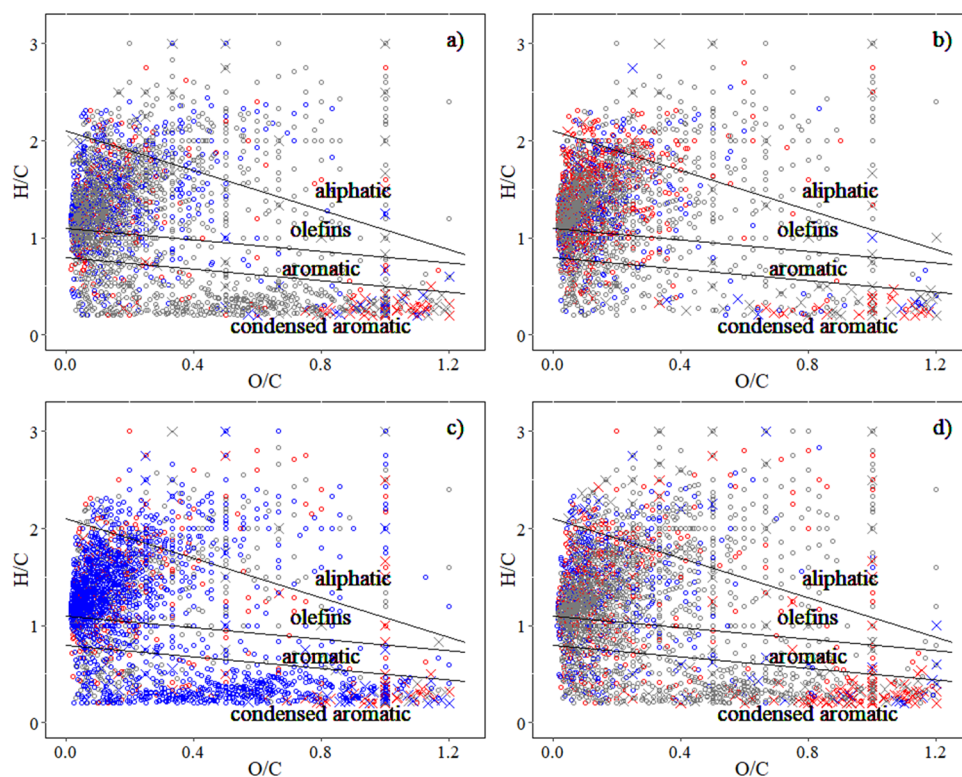 a)
3
2
1
0
H/C
aliphatic
olefins
aromatic
condensed aromatic
0.0 0.4 0.8 1.2
O/C
b)
3
2
1
0
H/C
aliphatic
olefins
aromatic
condensed aromatic
0.0 0.4 0.8 1.2
O/C
c)
3
2
1
0
H/C
aliphatic
olefins
aromatic
condensed aromatic
0.0 0.4 0.8 1.2
O/C
d)
3
2
1
0
H/C
aliphatic
olefins
aromatic
condensed aromatic
0.0 0.4 0.8 1.2
O/C